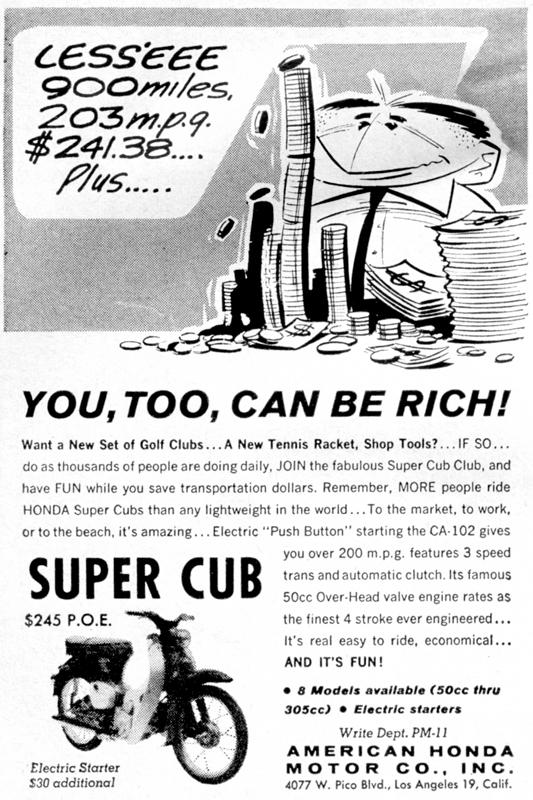 LESS'EEE
900 miles,
203 m.p.g.
$241.38....
Plus.....
YOU, TOO, CAN BE RICH!
Want a New Set of Golf Clubs...A New Tennis Racket, Shop Tools?...IF SO...
do as thousands of people are doing daily, JOIN the fabulous Super Cub Club, and
have FUN while you save transportation dollars. Remember, MORE people ride
HONDA Super Cubs than any lightweight in the world...To the market, to work,
or to the beach, it's amazing...Electric "Push Button" starting the CA-102 gives
you over 200 m.p.g. features 3 speed
trans and automatic clutch. Its famous
50cc Over-Head valve engine rates as
the finest 4 stroke ever engineered...
It's real easy to ride, economical...
AND IT'S FUN!
SUPER CUB
$245 P.O.E.
Electric Starter
$30 additional
• 8 Models available (50cc thru
305cc) • Electric starters
Write Dept. PM-11
AMERICAN HONDA
MOTOR CO., INC.
4077 W. Pico Blvd., Los Angeles 19, Calif.